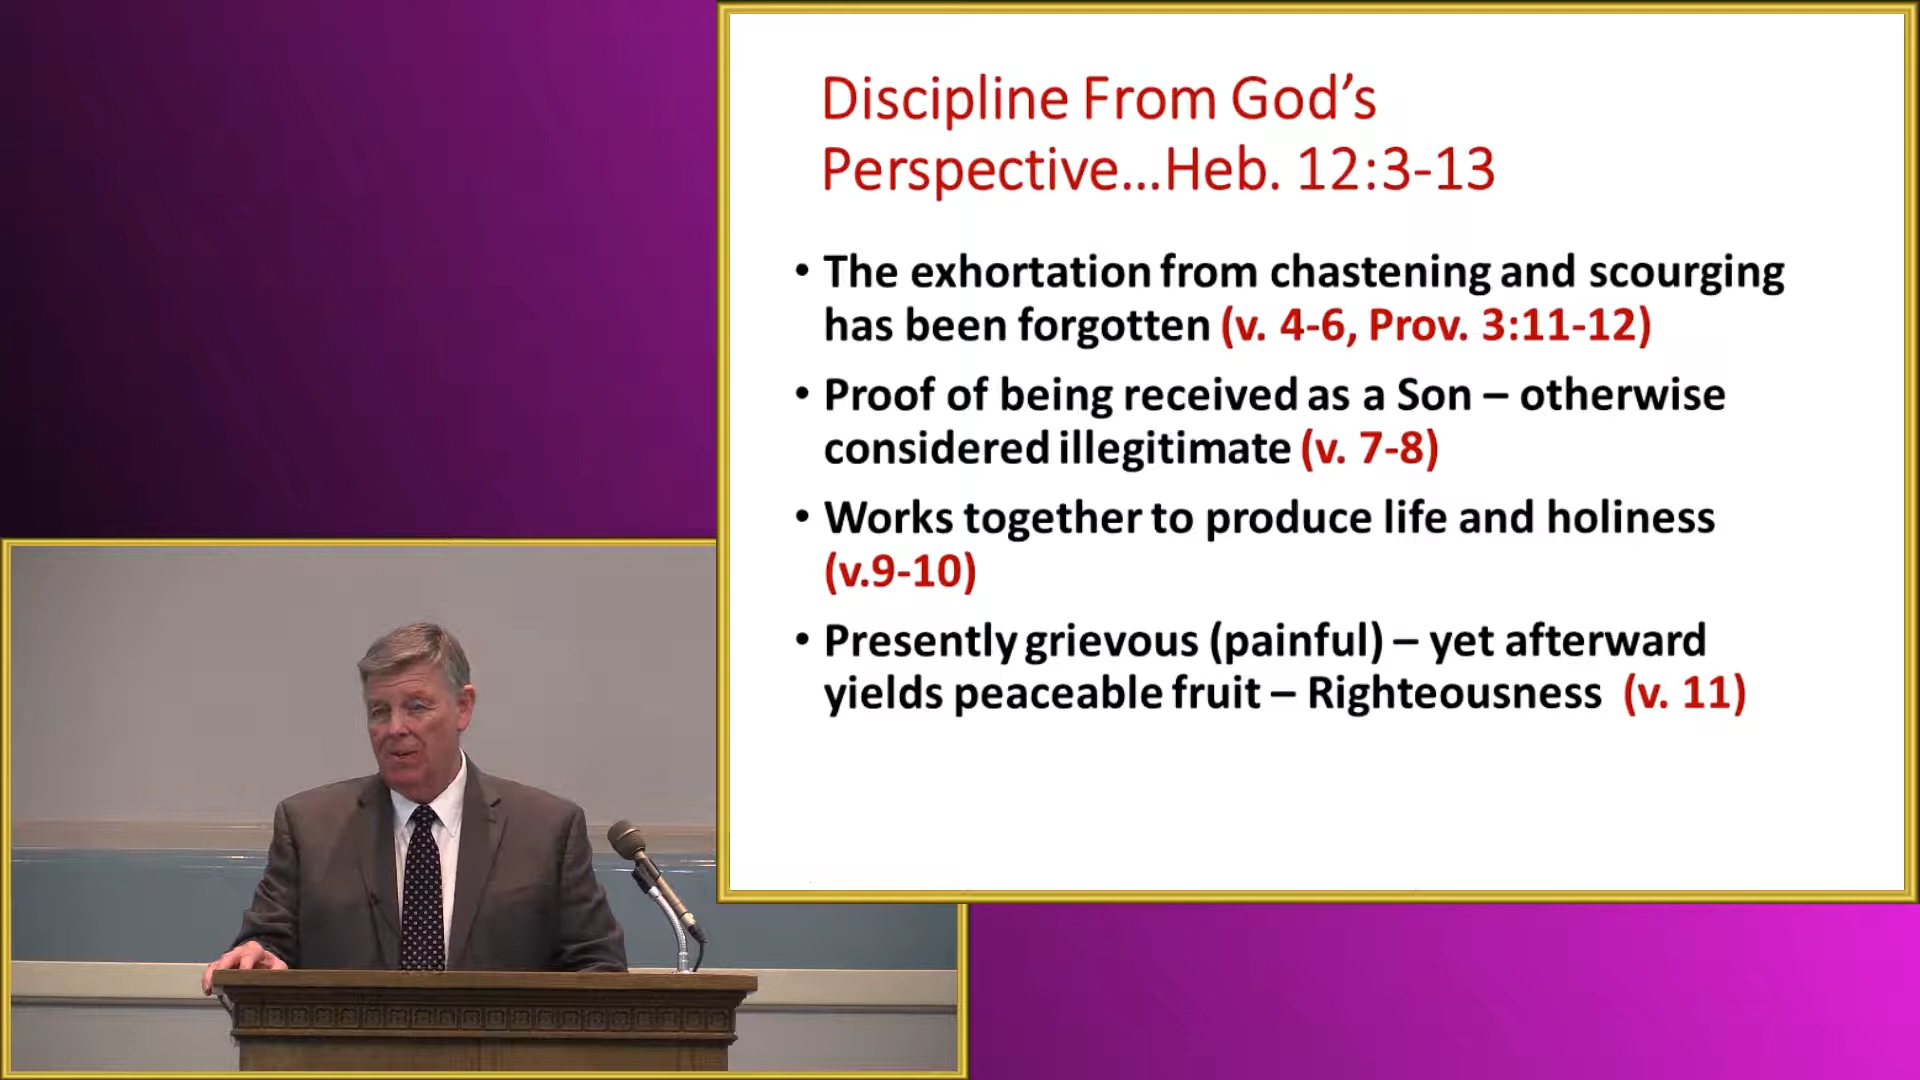 Discipline From God’s
Perspective...Heb. 12:3-13
• The exhortation from chastening and scourging
has been forgotten (v. 4-6, Prov. 3:11-12)
• Proof of being received as a Son – otherwise
considered illegitimate (v. 7-8)
• Works together to produce life and holiness
(v.9-10)
• Presently grievous (painful) – yet afterward
yields peaceable fruit – Righteousness (v. 11)